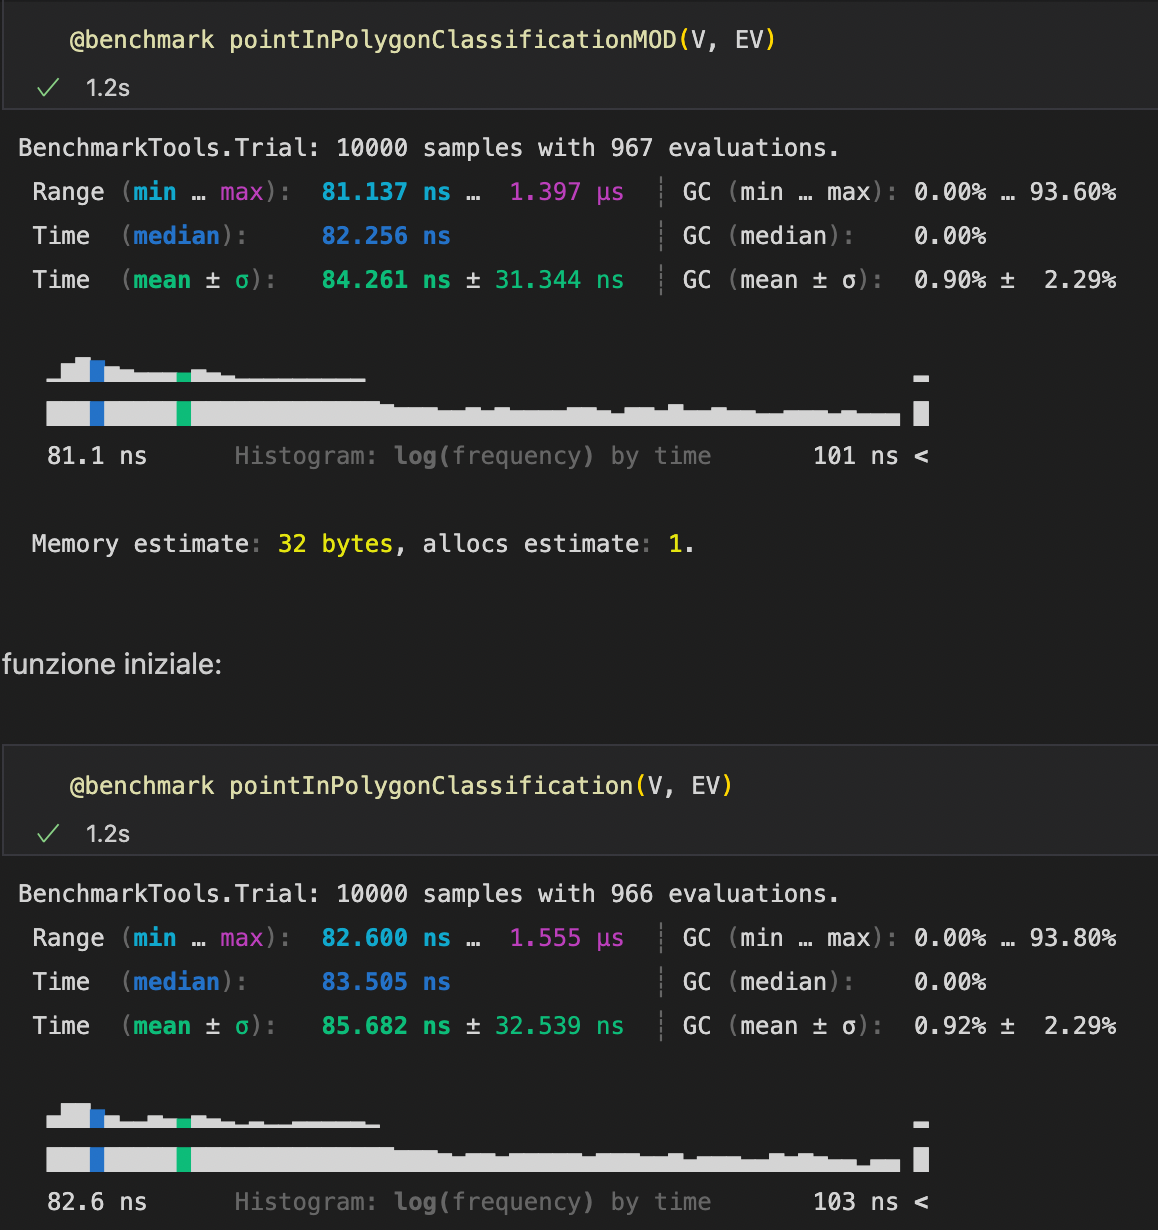 @benchmark pointInPolygonClassificationMOD(V, EV)
✓ 1.2s
BenchmarkTools.Trial: 10000 samples with 967 evaluations.
Range (min … max): 81.137 ns … 1.397 μs ┊ GC (min … max): 0.00% … 93.60%
Time (median): 82.256 ns ┊ GC (median): 0.00%
Time (mean ± σ): 84.261 ns ± 31.344 ns ┊ GC (mean ± σ): 0.90% ± 2.29%
81.1 ns Histogram: log(frequency) by time 101 ns <
Memory estimate: 32 bytes, allocs estimate: 1.
funzione iniziale:
@benchmark pointInPolygonClassification(V, EV)
✓ 1.2s
BenchmarkTools.Trial: 10000 samples with 966 evaluations.
Range (min … max): 82.600 ns … 1.555 μs ┊ GC (min … max): 0.00% … 93.80%
Time (median): 83.505 ns ┊ GC (median): 0.00%
Time (mean ± σ): 85.682 ns ± 32.539 ns ┊ GC (mean ± σ): 0.92% ± 2.29%
82.6 ns Histogram: log(frequency) by time 103 ns <